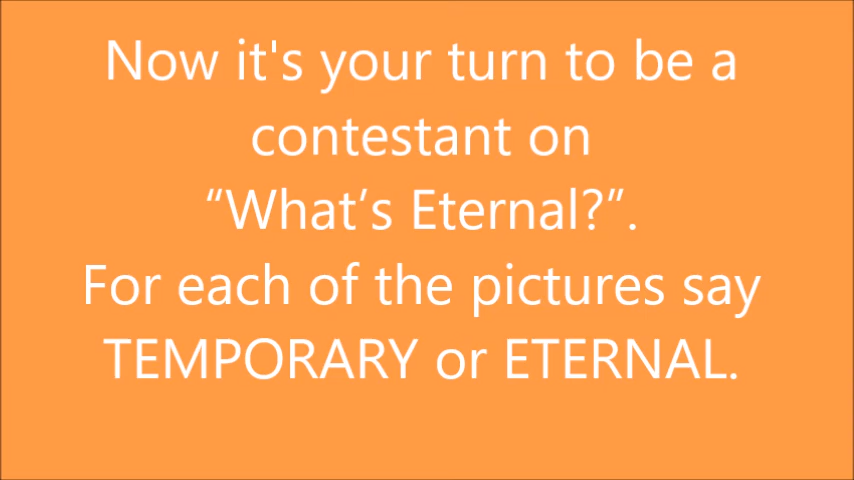 Now it's your turn to be a
contestant on
“What’s Eternal?”.
For each of the pictures say
TEMPORARY or ETERNAL.